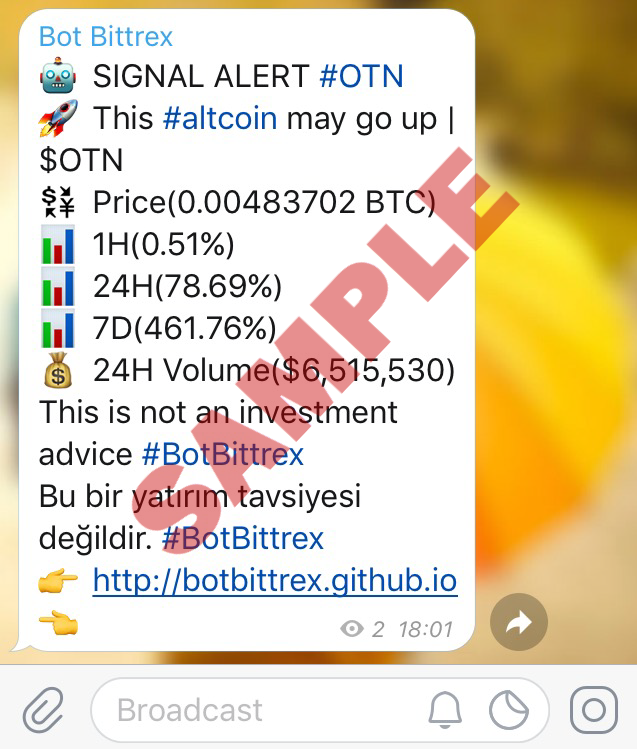 Bot Bittrex
🤖 SIGNAL ALERT #OTN
🚀 This #altcoin may go up |
$OTN
💱 Price(0.00483702 BTC)
📊 1H(0.51%)
📊 24H(78.69%)
📊 7D(461.76%)
💰 24H Volume($6,515,530)
This is not an investment
advice #BotBittrex
Bu bir yatırım tavsiyesi
değildir. #BotBittrex
👉 http://botbittrex.github.io
👈 2 18:01
SAMPLE
Broadcast